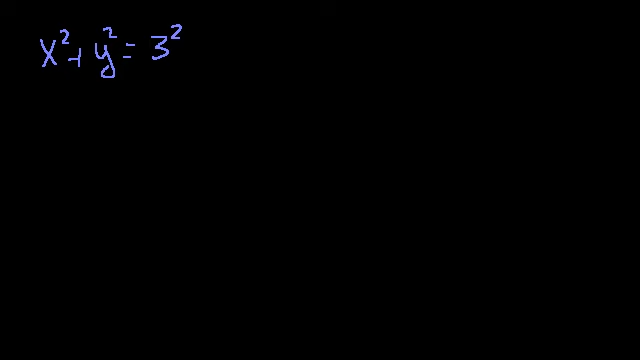 x² + y² = 3²